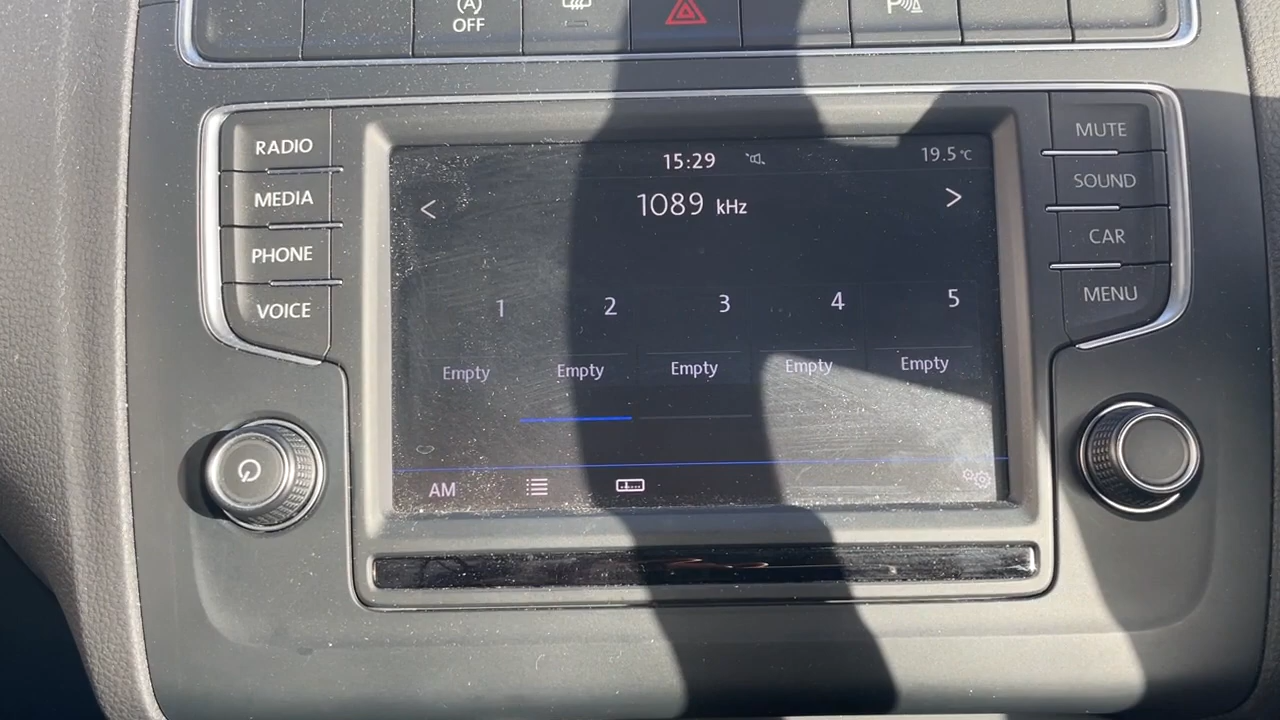 OFF
RADIO
MEDIA
PHONE
VOICE
MUTE
SOUND
CAR
MENU
15:29
19.5°C
<
1089 kHz
>
1 2 3 4 5
Empty Empty Empty Empty Empty
AM